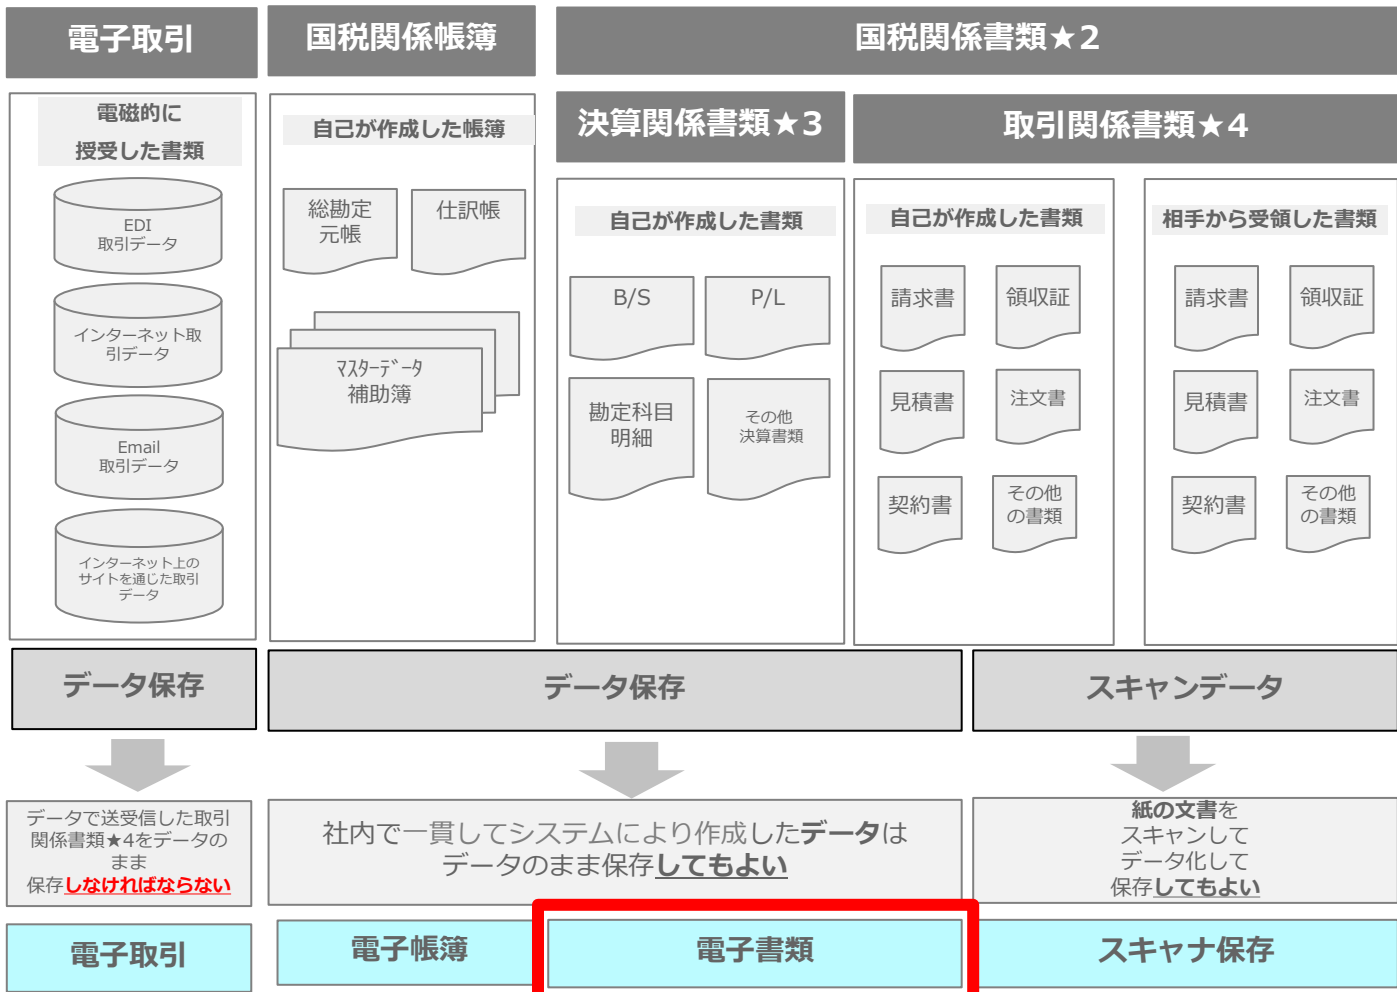 電子取引
国税関係帳簿
国税関係書類★2
決算関係書類★3
取引関係書類★4
電磁的に
授受した書類
EDI
取引データ
インターネット取
引データ
Email
取引データ
インターネット上の
サイトを通じた取引
データ
自己が作成した帳簿
総勘定
元帳
仕訳帳
ﾏｽﾀｰﾃﾞｰﾀ
補助簿
自己が作成した書類
B/S
P/L
勘定科目
明細
その他
決算書類
自己が作成した書類
請求書
領収証
見積書
注文書
契約書
その他
の書類
相手から受領した書類
請求書
領収証
見積書
注文書
契約書
その他
の書類
データ保存
データ保存
スキャンデータ
データで送受信した取引
関係書類★4をデータの
まま
保存しなければならない
社内で一貫してシステムにより作成したデータは
データのまま保存してもよい
紙の文書を
スキャンして
データ化して
保存してもよい
電子取引
電子帳簿
電子書類
スキャナ保存